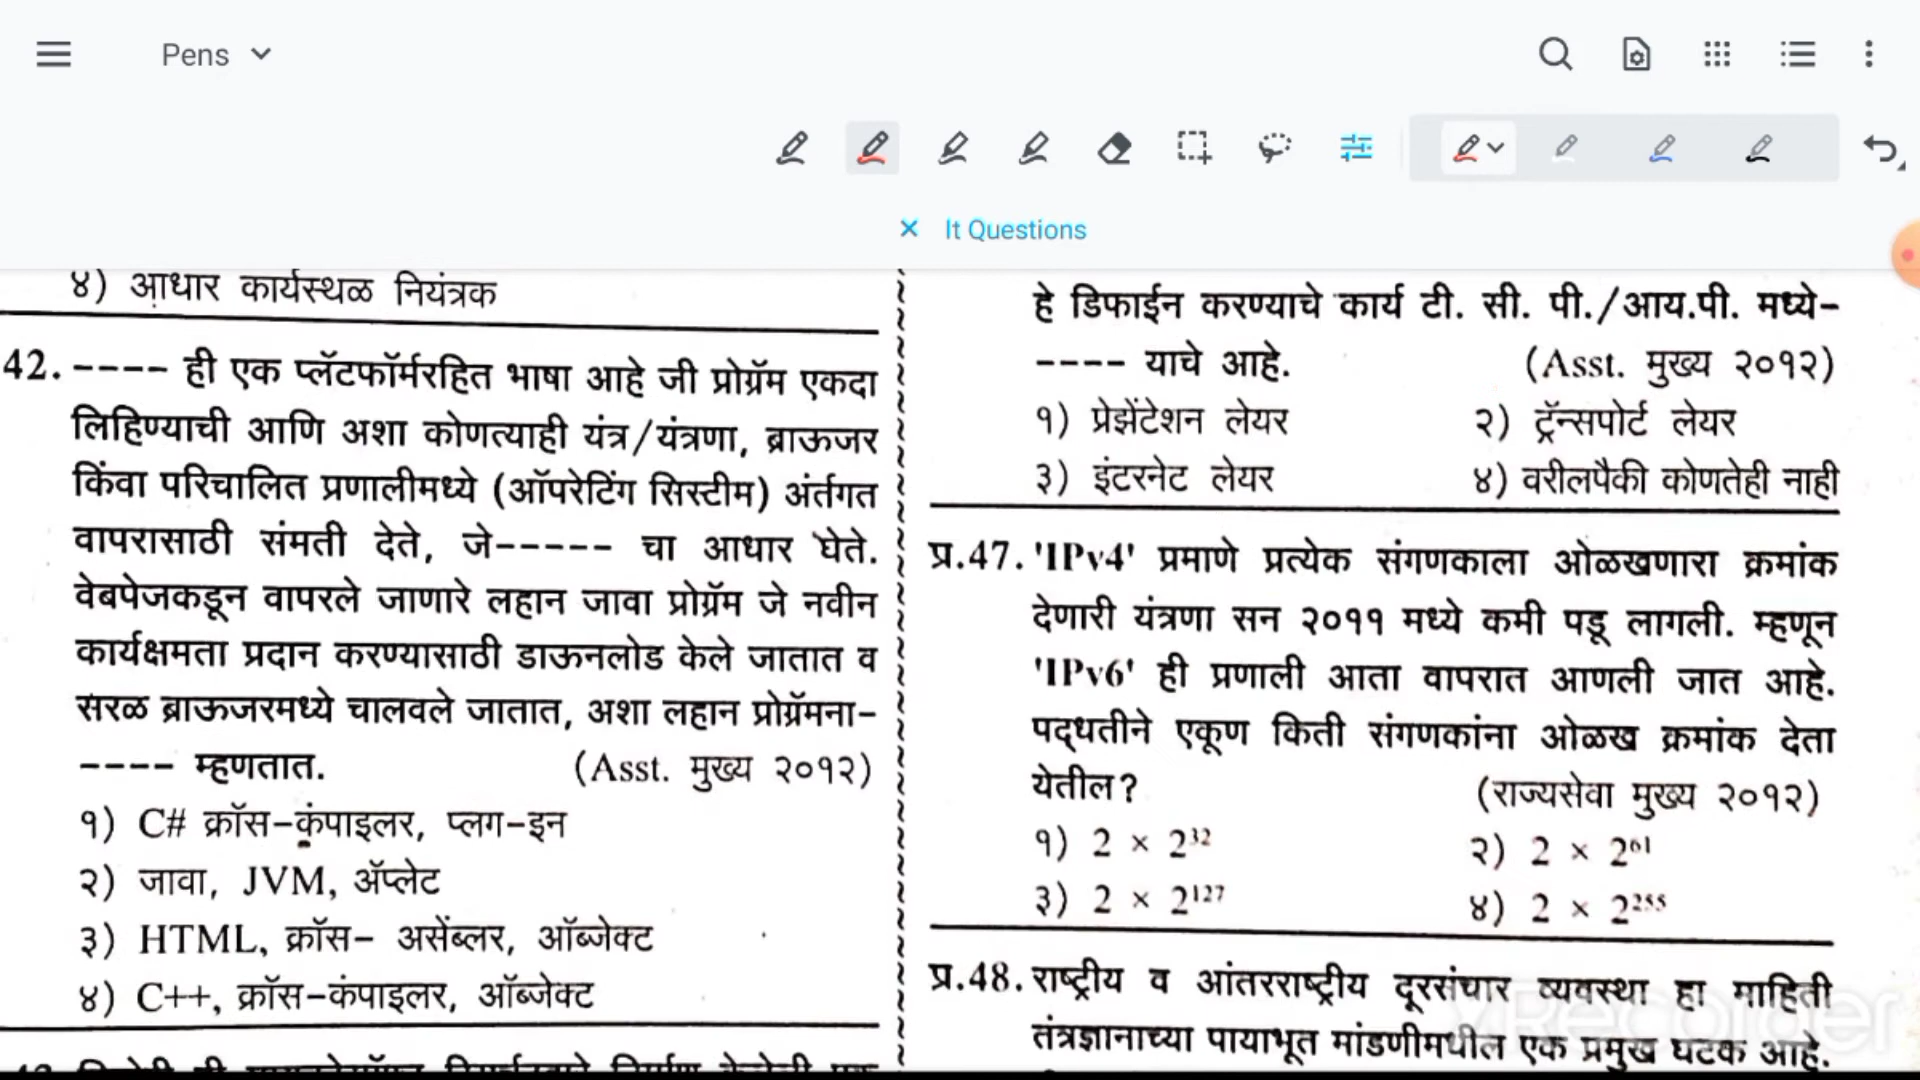 Pens
It Questions
४) आधार कार्यस्थळ नियंत्रक
42. ---- ही एक प्लॅटफॉर्मरहित भाषा आहे जी प्रोग्रॅम एकदा
लिहिण्याची आणि अशा कोणत्याही यंत्र/यंत्रणा, ब्राऊजर
किंवा परिचालित प्रणालीमध्ये (ऑपरेटिंग सिस्टीम) अंर्तगत
वापरासाठी संमती देते, जे----- चा आधार घेते.
वेबपेजकडून वापरले जाणारे लहान जावा प्रोग्रॅम जे नवीन
कार्यक्षमता प्रदान करण्यासाठी डाऊनलोड केले जातात व
सरळ ब्राऊजरमध्ये चालवले जातात, अशा लहान प्रोग्रॅमना-
---- म्हणतात. (Asst. मुख्य २०१२)
१) C# क्रॉस-कंपाइलर, प्लग-इन
२) जावा, JVM, ॲप्लेट
३) HTML, क्रॉस- असेंब्लर, ऑब्जेक्ट
४) C++, क्रॉस-कंपाइलर, ऑब्जेक्ट
हे डिफाईन करण्याचे कार्य टी. सी. पी./आय.पी. मध्ये-
---- याचे आहे. (Asst. मुख्य २०१२)
१) प्रेझेंटेशन लेयर २) ट्रॅन्सपोर्ट लेयर
३) इंटरनेट लेयर ४) वरीलपैकी कोणतेही नाही
प्र.47. 'IPv4' प्रमाणे प्रत्येक संगणकाला ओळखणारा क्रमांक
देणारी यंत्रणा सन २०११ मध्ये कमी पडू लागली. म्हणून
'IPv6' ही प्रणाली आता वापरात आणली जात आहे.
पद्धतीने एकूण किती संगणकांना ओळख क्रमांक देता
येतील? (राज्यसेवा मुख्य २०१२)
१) 2 × 2³² २) 2 × 2⁶¹
३) 2 × 2¹²⁷ ४) 2 × 2²⁵⁵
प्र.48. राष्ट्रीय व आंतरराष्ट्रीय दूरसंचार व्यवस्था हा माहिती
तंत्रज्ञानाच्या पायाभूत मांडणीमधील एक प्रमुख घटक आहे.